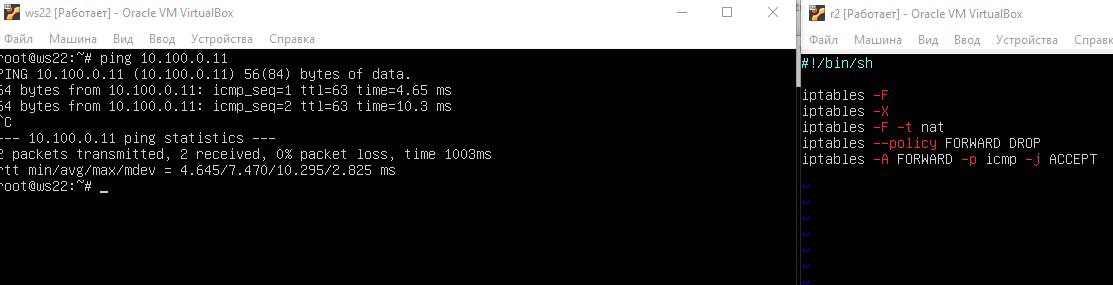 ws22 [Работает] - Oracle VM VirtualBox
Файл Машина Вид Ввод Устройства Справка
root@ws22:~# ping 10.100.0.11
PING 10.100.0.11 (10.100.0.11) 56(84) bytes of data.
64 bytes from 10.100.0.11: icmp_seq=1 ttl=63 time=4.65 ms
64 bytes from 10.100.0.11: icmp_seq=2 ttl=63 time=10.3 ms
^C
--- 10.100.0.11 ping statistics ---
2 packets transmitted, 2 received, 0% packet loss, time 1003ms
rtt min/avg/max/mdev = 4.645/7.470/10.295/2.825 ms
root@ws22:~# _
r2 [Работает] - Oracle VM VirtualBox
Файл Машина Вид Ввод Устройства
#!/bin/sh
iptables -F
iptables -X
iptables -F -t nat
iptables --policy FORWARD DROP
iptables -A FORWARD -p icmp -j ACCEPT
~
~
~
~
~
~